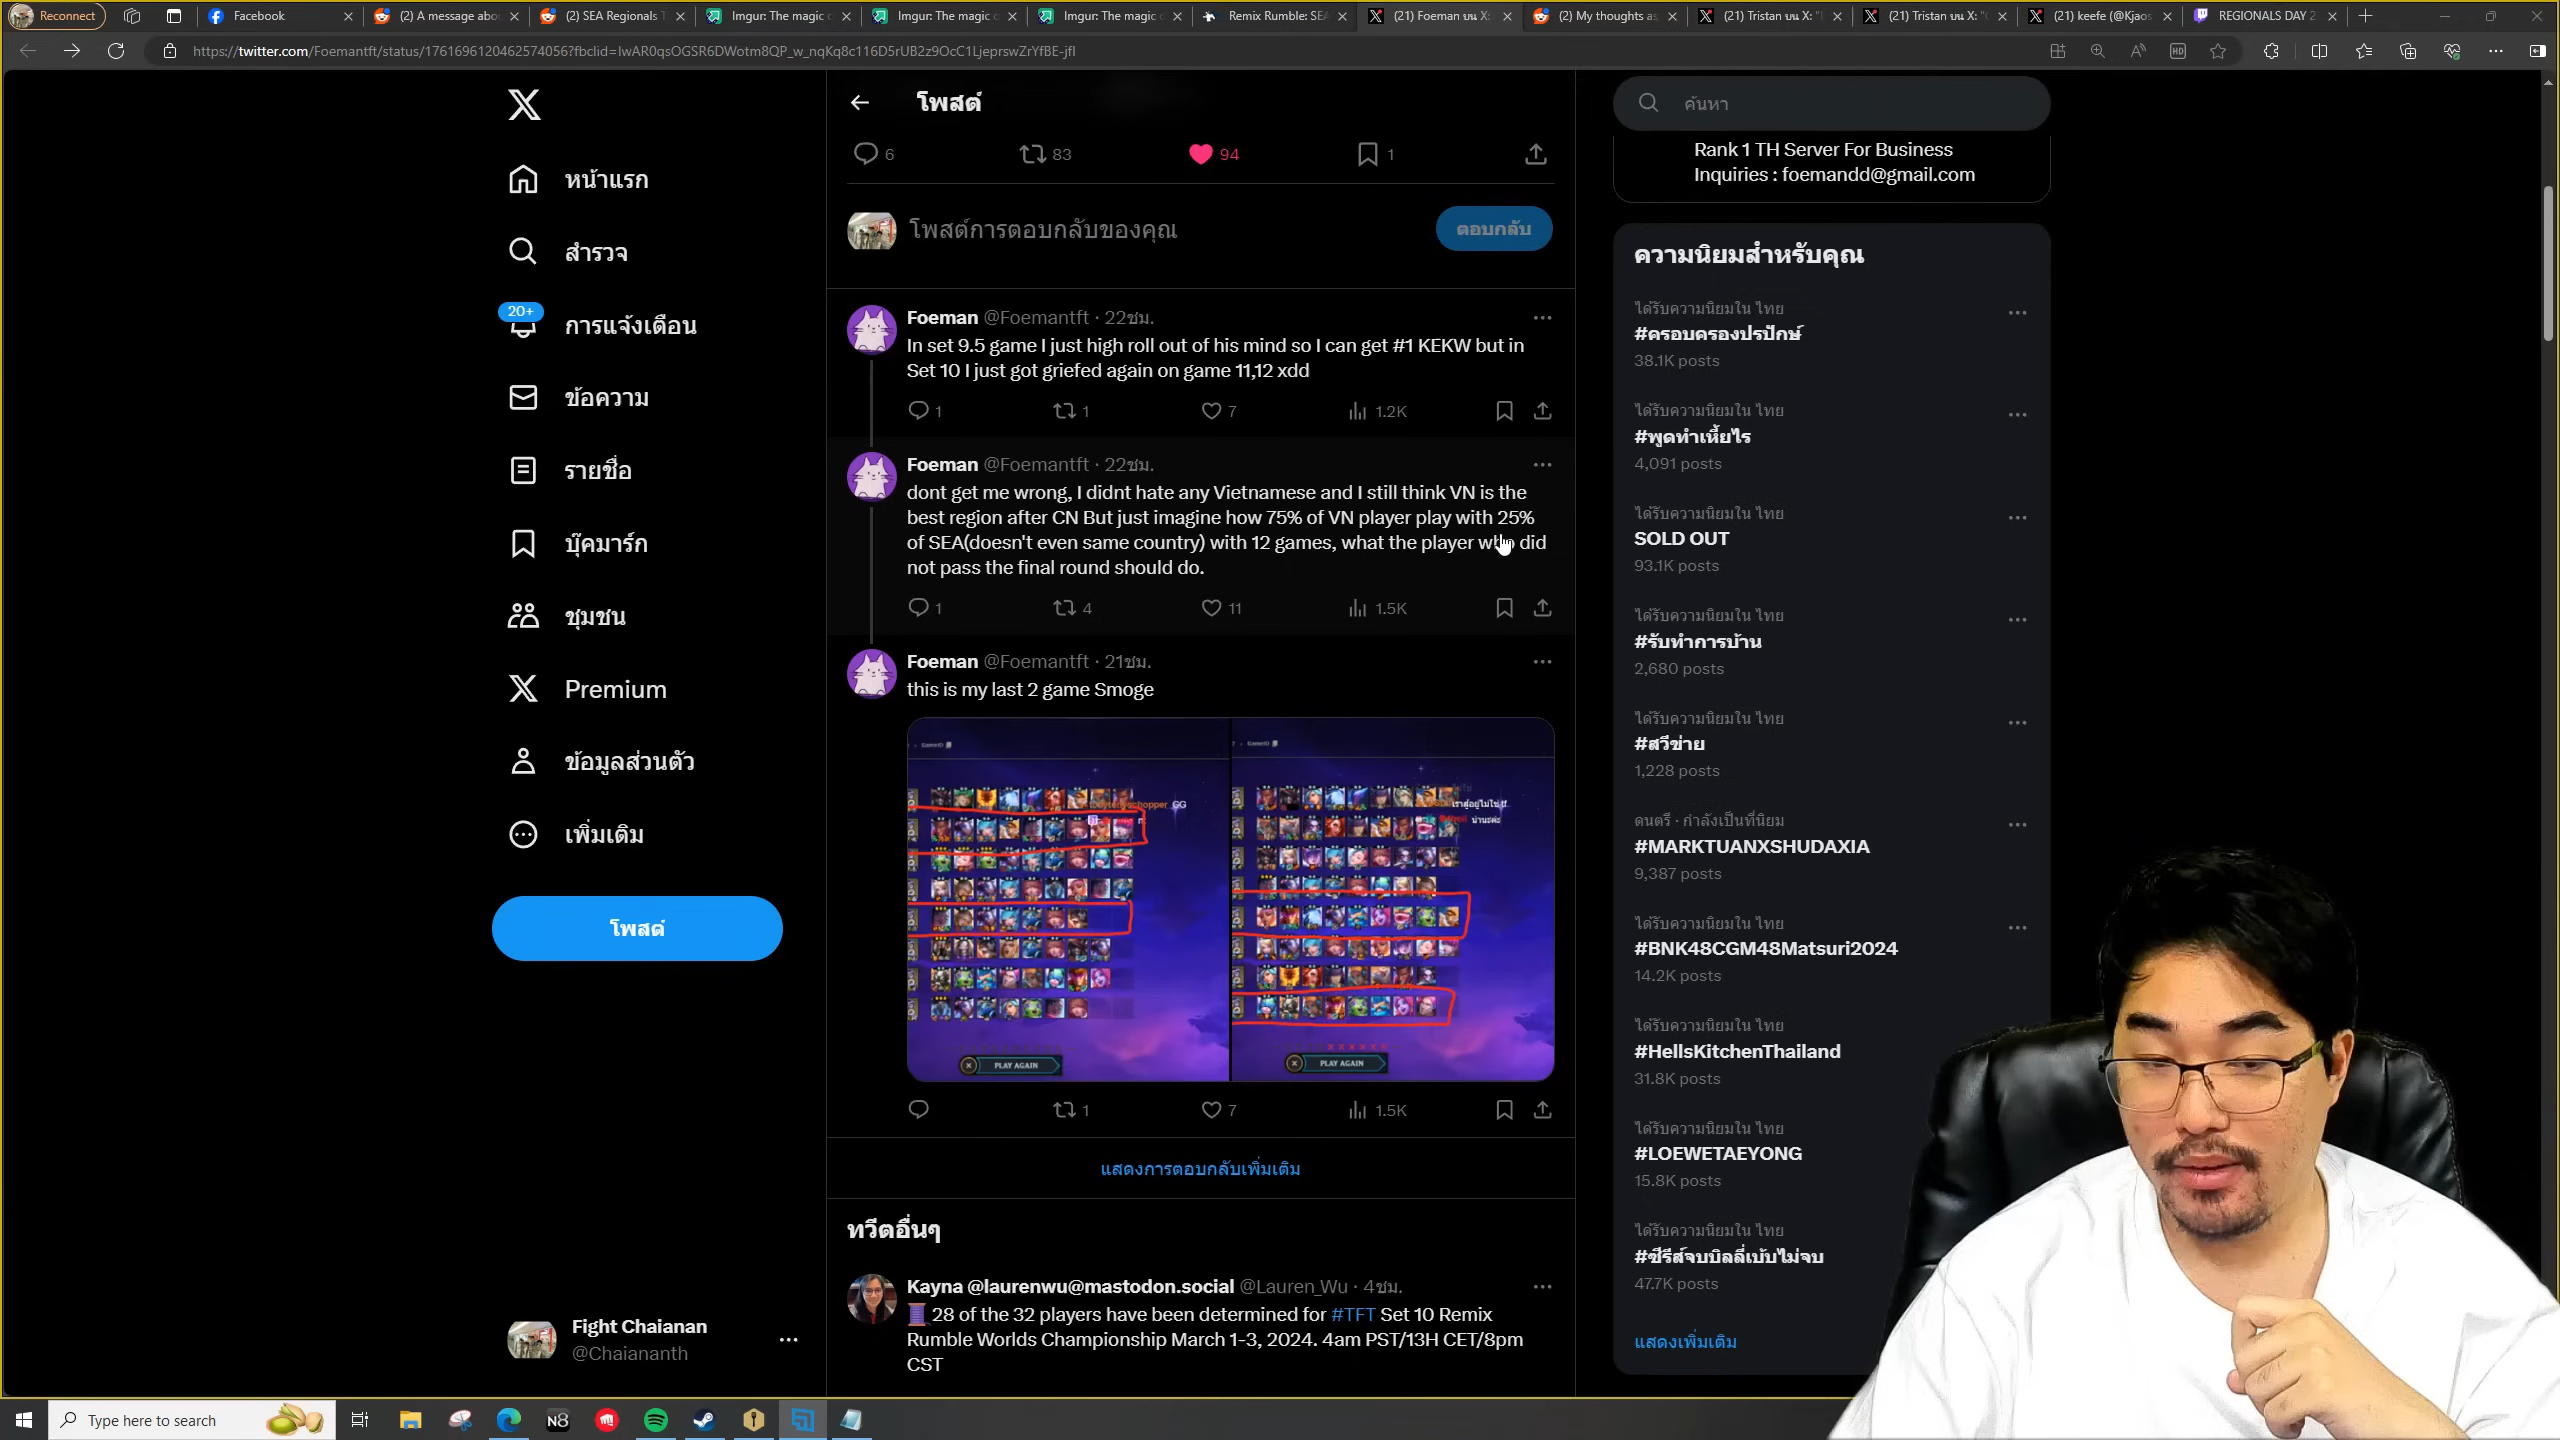 Reconnect
Facebook
(2) A message abou
(2) SEA Regionals T
Imgur: The magic o
Imgur: The magic o
Imgur: The magic o
Remix Rumble: SEA
(21) Foeman บน X:
(2) My thoughts as
(21) Tristan บน X: "I
(21) Tristan บน X: "
(21) keefe (@Kjaos
REGIONALS DAY 2
https://twitter.com/Foemantft/status/1761696120462574056?fbclid=IwAR0qsOGSR6DWotm8QP_w_nqKq8c116D5rUB2z9OcC1LjeprswZrYfBE-jfI
หน้าแรก
สำรวจ
20+
การแจ้งเตือน
ข้อความ
รายชื่อ
บุ๊คมาร์ก
ชุมชน
Premium
ข้อมูลส่วนตัว
เพิ่มเติม
โพสต์
Fight Chaianan
@Chaiananth
โพสต์
6 83 94 1
โพสต์การตอบกลับของคุณ
ตอบกลับ
Foeman @Foemantft · 22ชม.
In set 9.5 game I just high roll out of his mind so I can get #1 KEKW but in
Set 10 I just got griefed again on game 11,12 xdd
1 1 7 1.2K
Foeman @Foemantft · 22ชม.
dont get me wrong, I didnt hate any Vietnamese and I still think VN is the
best region after CN But just imagine how 75% of VN player play with 25%
of SEA(doesn't even same country) with 12 games, what the player who did
not pass the final round should do.
1 4 11 1.5K
Foeman @Foemantft · 21ชม.
this is my last 2 game Smoge
GG
PLAY AGAIN
PLAY AGAIN
1 7 1.5K
แสดงการตอบกลับเพิ่มเติม
ทวีตอื่นๆ
Kayna @laurenwu@mastodon.social @Lauren_Wu · 4ชม.
28 of the 32 players have been determined for #TFT Set 10 Remix
Rumble Worlds Championship March 1-3, 2024. 4am PST/13H CET/8pm
CST
ค้นหา
Rank 1 TH Server For Business
Inquiries : foemandd@gmail.com
ความนิยมสำหรับคุณ
ได้รับความนิยมใน ไทย
#ครอบครองปรปักษ์
38.1K posts
ได้รับความนิยมใน ไทย
#พูดทำเหี้ยไร
4,091 posts
ได้รับความนิยมใน ไทย
SOLD OUT
93.1K posts
ได้รับความนิยมใน ไทย
#รับทำการบ้าน
2,680 posts
ได้รับความนิยมใน ไทย
#สวีข่าย
1,228 posts
ดนตรี · กำลังเป็นที่นิยม
#MARKTUANXSHUDAXIA
9,387 posts
ได้รับความนิยมใน ไทย
#BNK48CGM48Matsuri2024
14.2K posts
ได้รับความนิยมใน ไทย
#HellsKitchenThailand
31.8K posts
ได้รับความนิยมใน ไทย
#LOEWETAEYONG
15.8K posts
ได้รับความนิยมใน ไทย
#ซีรีส์จบบิลลี่เบ้บไม่จบ
47.7K posts
แสดงเพิ่มเติม
Type here to search
N8